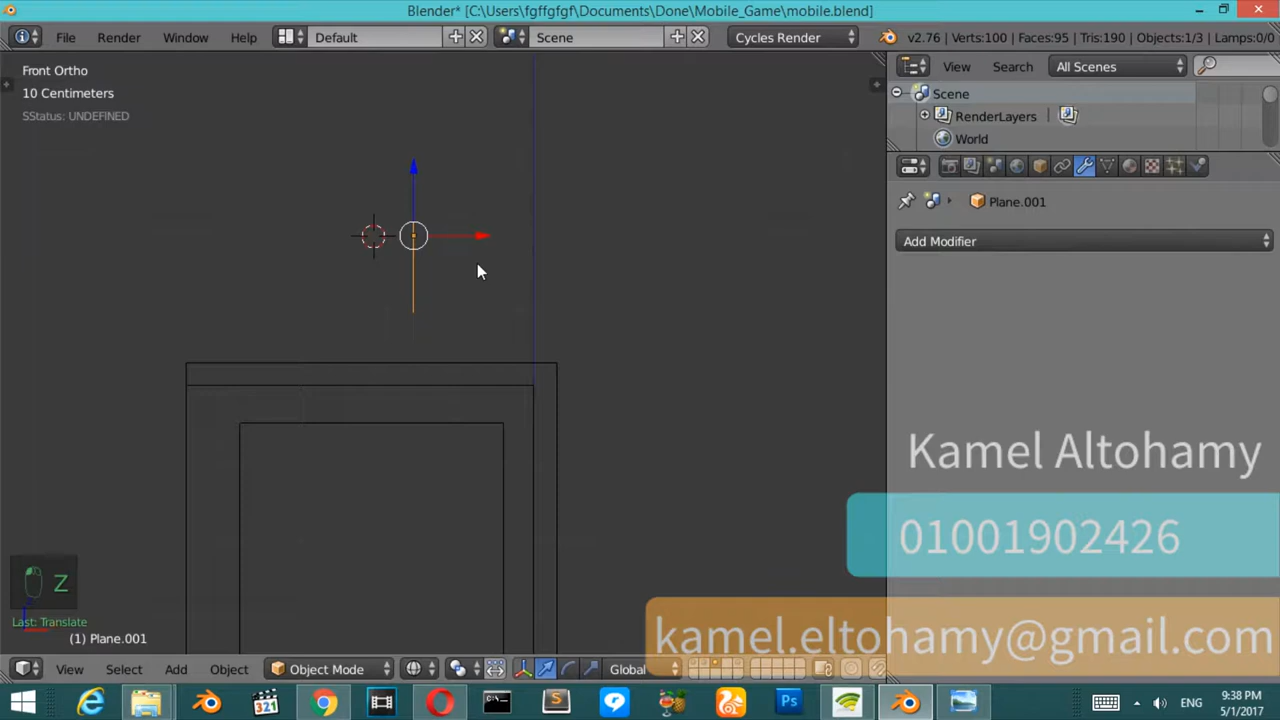 Blender* [C:\Users\fgffgfgf\Documents\Done\Mobile_Game\mobile.blend]
File Render Window Help Default Scene Cycles Render v2.76 | Verts:100 | Faces:95 | Tris:190 | Objects:1/3 | Lamps:0/0
View Search All Scenes
Front Ortho
10 Centimeters
SStatus: UNDEFINED
Scene
RenderLayers
World
Plane.001
Add Modifier
Kamel Altohamy
01001902426
kamel.eltohamy@gmail.com
Z
Last: Translate
(1) Plane.001
View Select Add Object Object Mode Global
ENG
9:38 PM
5/1/2017